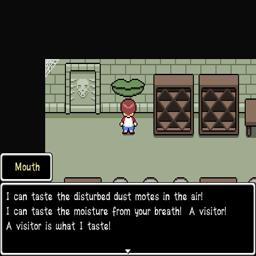 Mouth
I can taste the disturbed dust motes in the air!
I can taste the moisture from your breath! A visitor!
A visitor is what I taste!